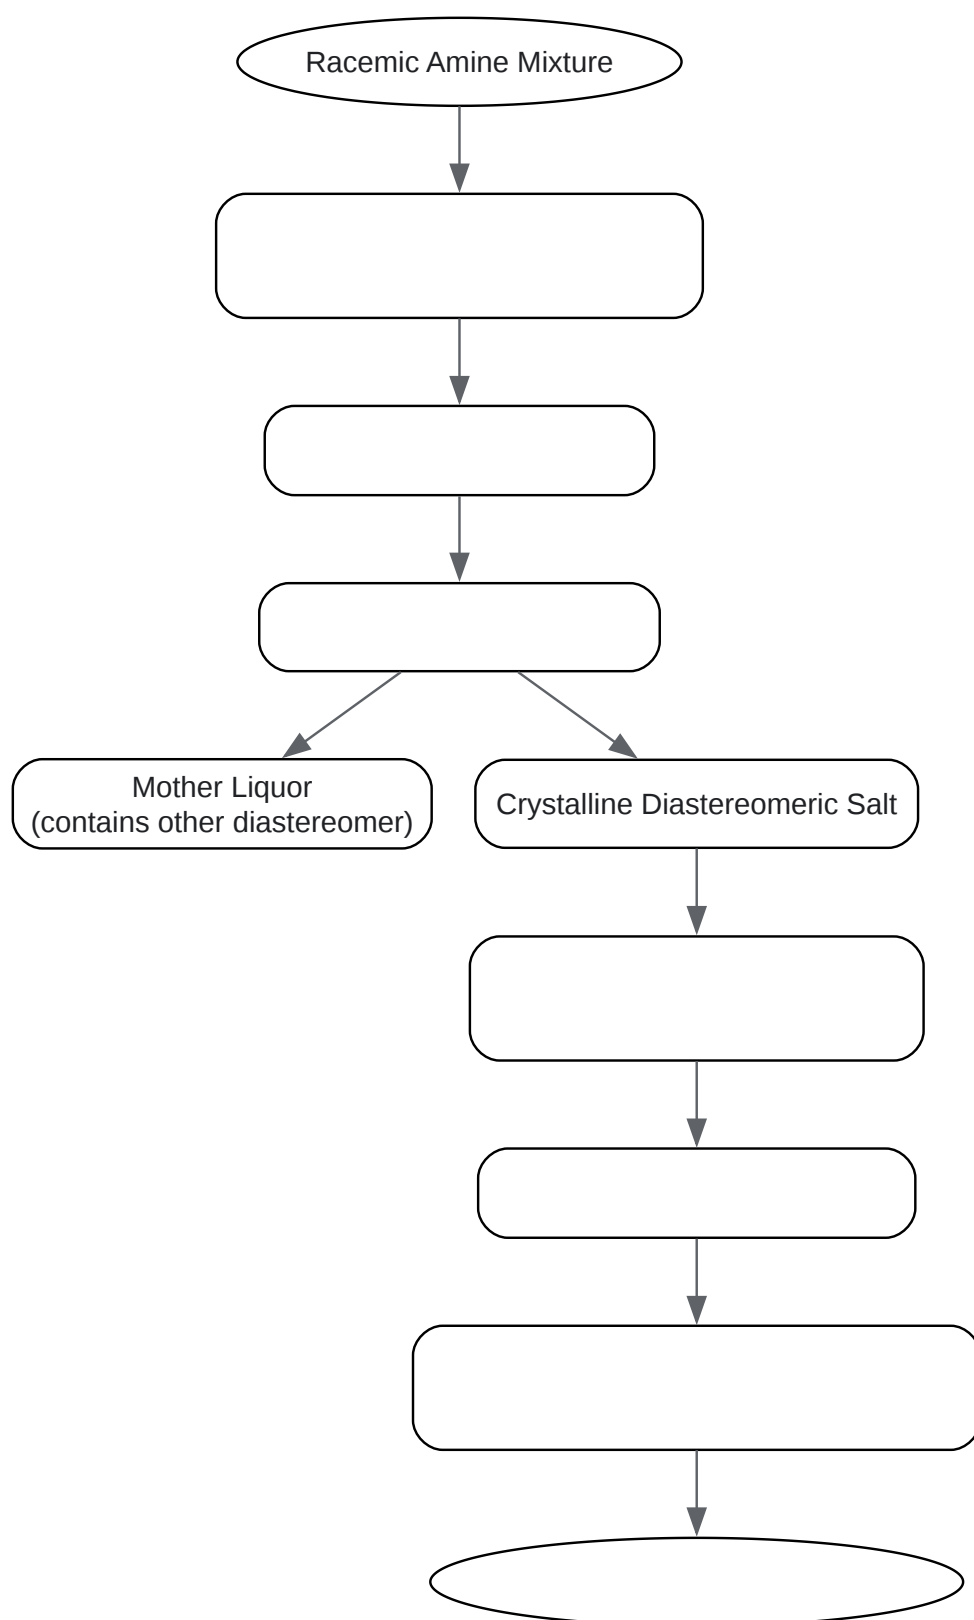 Racemic Amine Mixture
Mother Liquor
(contains other diastereomer)
Crystalline Diastereomeric Salt